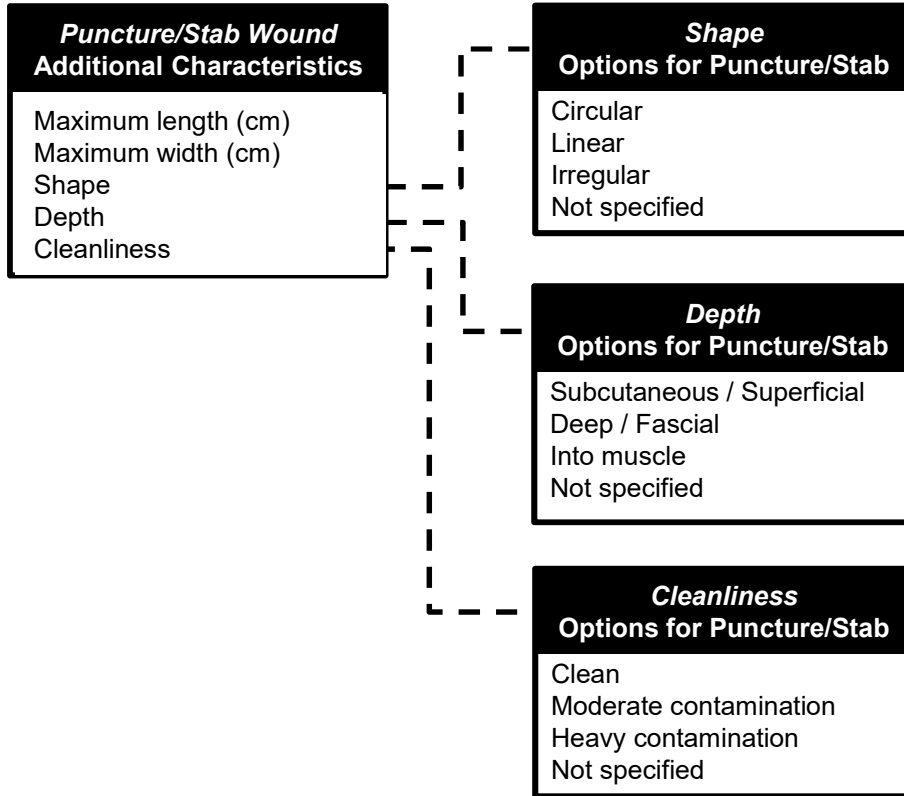 Puncture/Stab Wound
Additional Characteristics
Maximum length (cm)
Maximum width (cm)
Shape
Depth
Cleanliness
Shape
Options for Puncture/Stab
Circular
Linear
Irregular
Not specified
Depth
Options for Puncture/Stab
Subcutaneous / Superficial
Deep / Fascial
Into muscle
Not specified
Cleanliness
Options for Puncture/Stab
Clean
Moderate contamination
Heavy contamination
Not specified